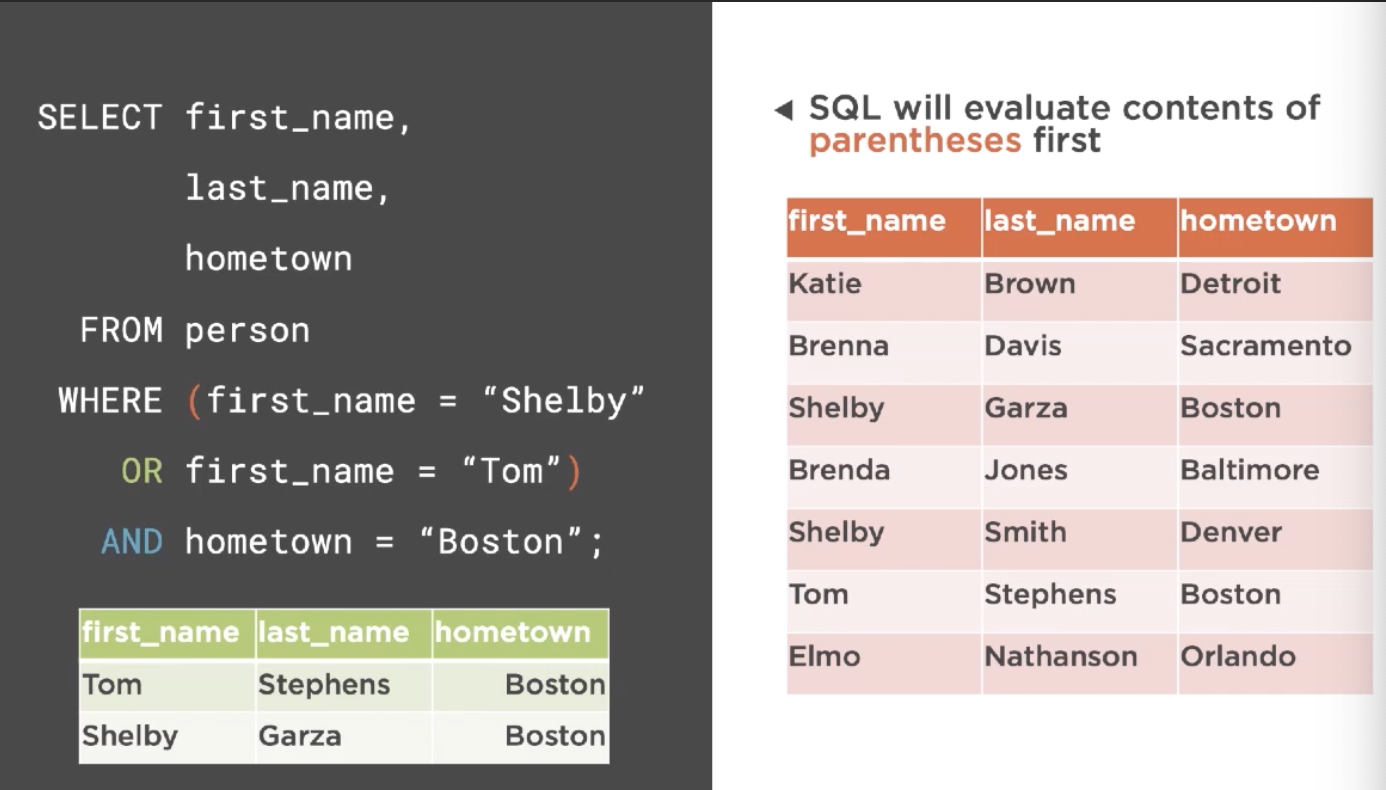 SELECT first_name,
last_name,
hometown
FROM person
WHERE (first_name = “Shelby”
OR first_name = “Tom”)
AND hometown = “Boston”;
first_name last_name hometown
Tom Stephens Boston
Shelby Garza Boston
◀ SQL will evaluate contents of
parentheses first
first_name last_name hometown
Katie Brown Detroit
Brenna Davis Sacramento
Shelby Garza Boston
Brenda Jones Baltimore
Shelby Smith Denver
Tom Stephens Boston
Elmo Nathanson Orlando